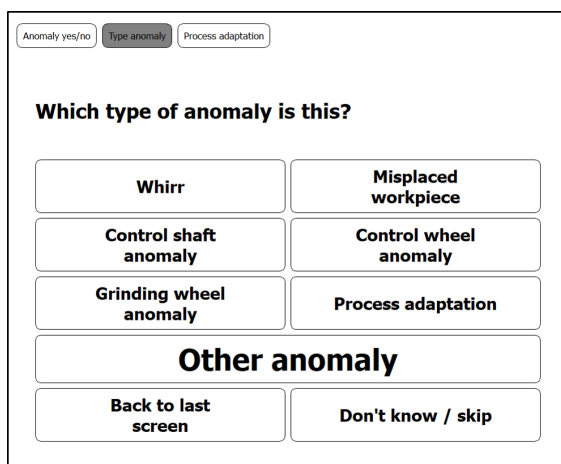 Anomaly yes/no Type anomaly Process adaptation
Which type of anomaly is this?
Whirr
Misplaced
workpiece
Control shaft
anomaly
Control wheel
anomaly
Grinding wheel
anomaly
Process adaptation
Other anomaly
Back to last
screen
Don't know / skip